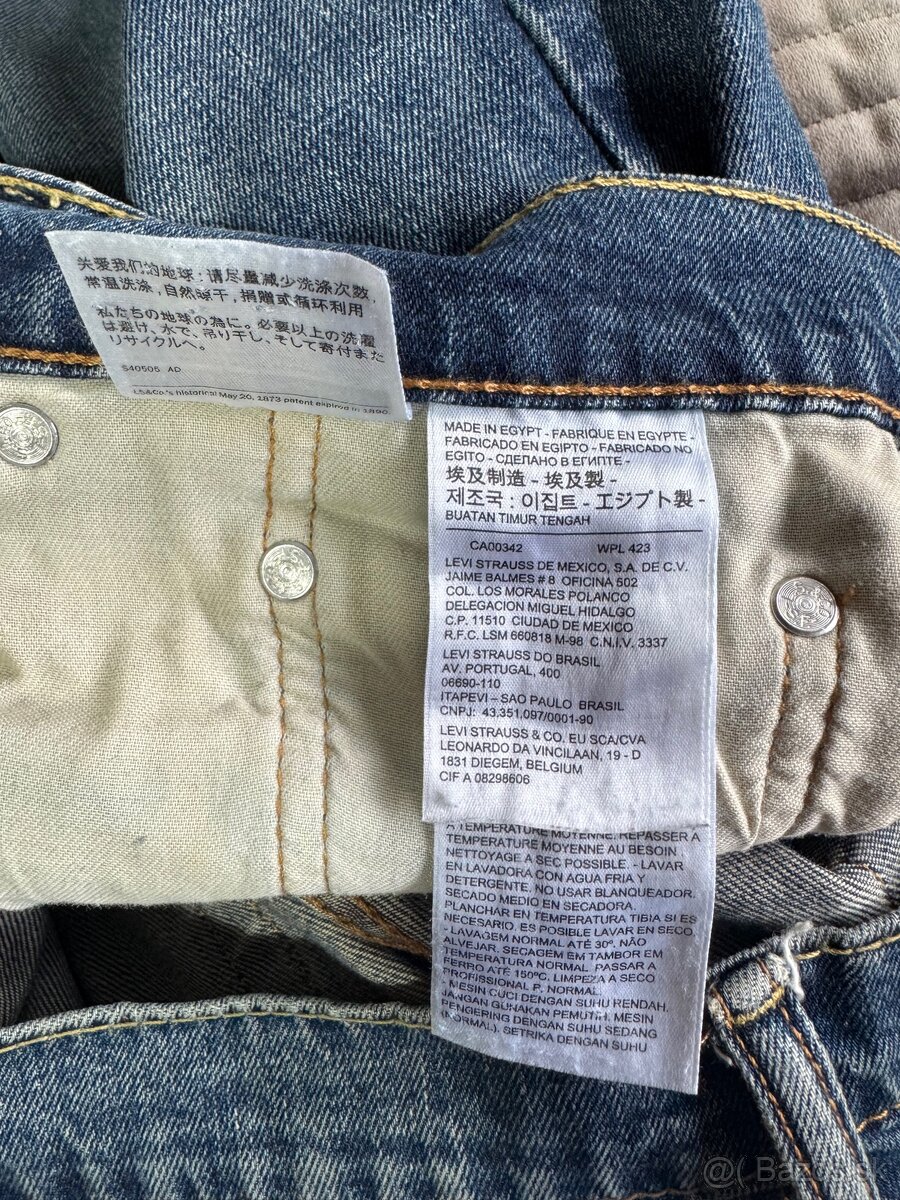 关爱我们的地球：请尽量减少洗涤次数，
常温洗涤，自然晾干，捐赠或循环利用
私たちの地球の為に。必要以上の洗濯
は避け、水で、吊り干し、そして寄付また
リサイクルへ。
S40505 AD
LS&Co's historical May 20, 1873 patent expired in 1890.
MADE IN EGYPT - FABRIQUE EN EGYPTE -
FABRICADO EN EGIPTO - FABRICADO NO
EGITO - СДЕЛАНО В ЕГИПТЕ -
埃及制造 - 埃及製 -
제조국 : 이집트 - エジプト製 -
BUATAN TIMUR TENGAH
CA00342 WPL 423
LEVI STRAUSS DE MEXICO, S.A. DE C.V.
JAIME BALMES # 8 OFICINA 502
COL. LOS MORALES POLANCO
DELEGACION MIGUEL HIDALGO
C.P. 11510 CIUDAD DE MEXICO
R.F.C. LSM 660818 M-98 C.N.I.V. 3337
LEVI STRAUSS DO BRASIL
AV. PORTUGAL, 400
06690-110
ITAPEVI – SAO PAULO BRASIL
CNPJ: 43.351.097/0001-90
LEVI STRAUSS & CO. EU SCA/CVA
LEONARDO DA VINCILAAN, 19 - D
1831 DIEGEM, BELGIUM
CIF A 08298606
A TEMPERATURE MOYENNE. REPASSER A
TEMPERATURE MOYENNE AU BESOIN.
NETTOYAGE A SEC POSSIBLE. - LAVAR
EN LAVADORA CON AGUA FRIA Y
DETERGENTE. NO USAR BLANQUEADOR.
SECADO MEDIO EN SECADORA.
PLANCHAR EN TEMPERATURA TIBIA SI ES
NECESARIO. ES POSIBLE LAVAR EN SECO.
- LAVAGEM NORMAL ATÉ 30º. NÃO
ALVEJAR. SECAGEM EM TAMBOR EM
TEMPERATURA NORMAL. PASSAR A
FERRO ATÉ 150ºC. LIMPEZA A SECO
PROFISSIONAL P. NORMAL.
MESIN CUCI DENGAN SUHU RENDAH.
JANGAN GUNAKAN PEMUTIH. MESIN
PENGERING DENGAN SUHU SEDANG
(NORMAL). SETRIKA DENGAN SUHU